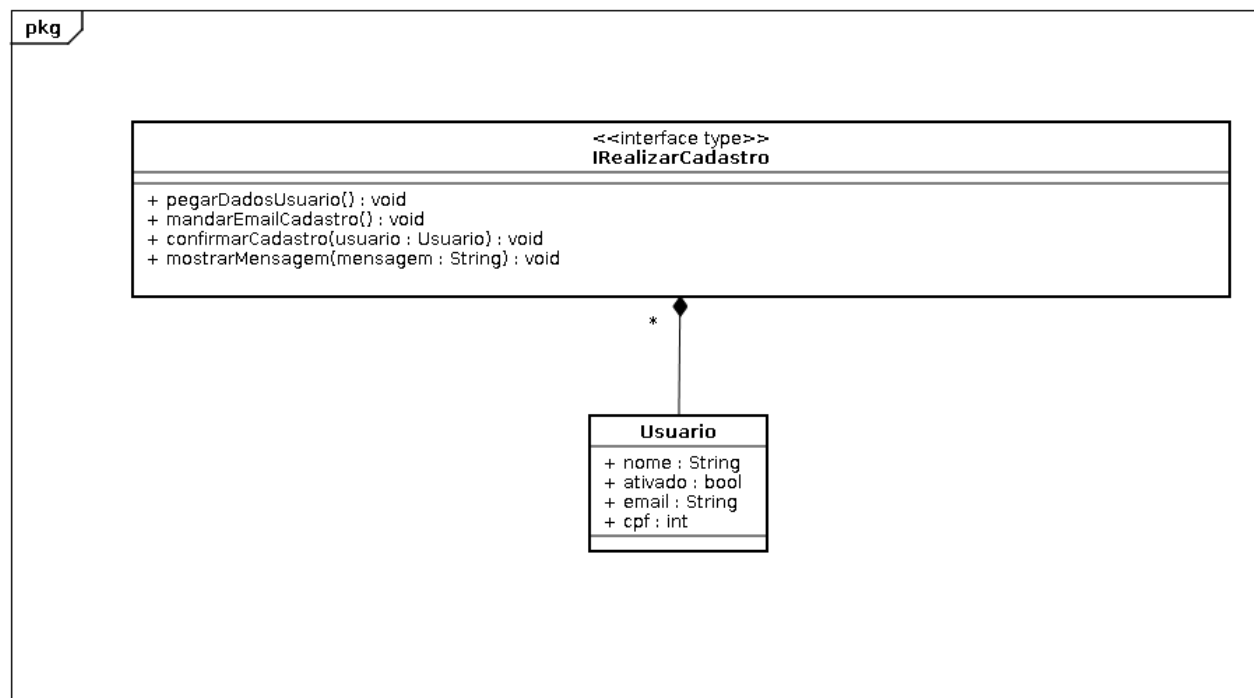 pkg
<<interface type>>
IRealizarCadastro
+ pegarDadosUsuario() : void
+ mandarEmailCadastro() : void
+ confirmarCadastro(usuario : Usuario) : void
+ mostrarMensagem(mensagem : String) : void
*
Usuario
+ nome : String
+ ativado : bool
+ email : String
+ cpf : int